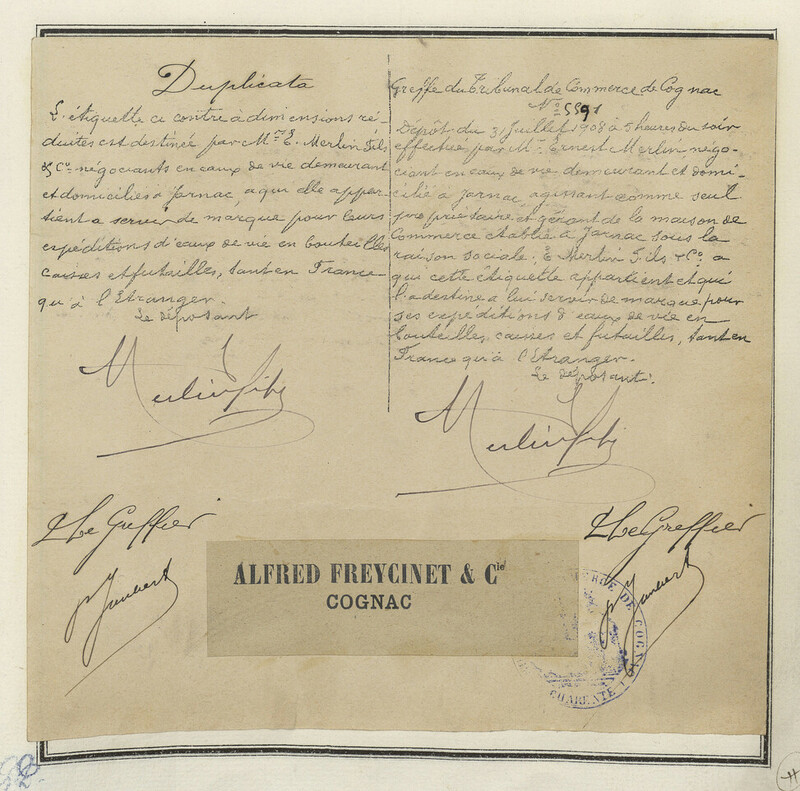 Duplicata
L'étiquette ci contre à dimensions ré-
duites est destinée par Mr E. Merlin Fils
& Co. négociants en eaux de vie demeurant
et domiciliés à Jarnac, a qui elle appar-
tient a servir de marque pour leurs
expéditions d'eaux de vie en bouteilles
caisses et futailles, tant en France
qu'à l'Etranger.
Le déposant
Merlin Fils
Greffe du Tribunal de Commerce de Cognac
No 5591
Dépôt du 31 Juillet 1908 à 5 heures du soir
effectué par Mr Ernest Merlin négo-
ciant en eaux de vie demeurant et domi-
cilié à Jarnac, agissant comme seul
propriétaire et gérant de la maison de
Commerce établie à Jarnac sous la
raison sociale: E. Merlin Fils & Co. a
qui cette étiquette appartient et qui
l'a destine a lui servir de marque pour
ses expéditions d'eaux de vie en
bouteilles, caisses et futailles, tant en
France qu'à l'Etranger.
Le déposant.
Merlin Fils
Le Greffier
Le Greffier
ALFRED FREYCINET & Cie
COGNAC
DE COGNAC
CHARENTE